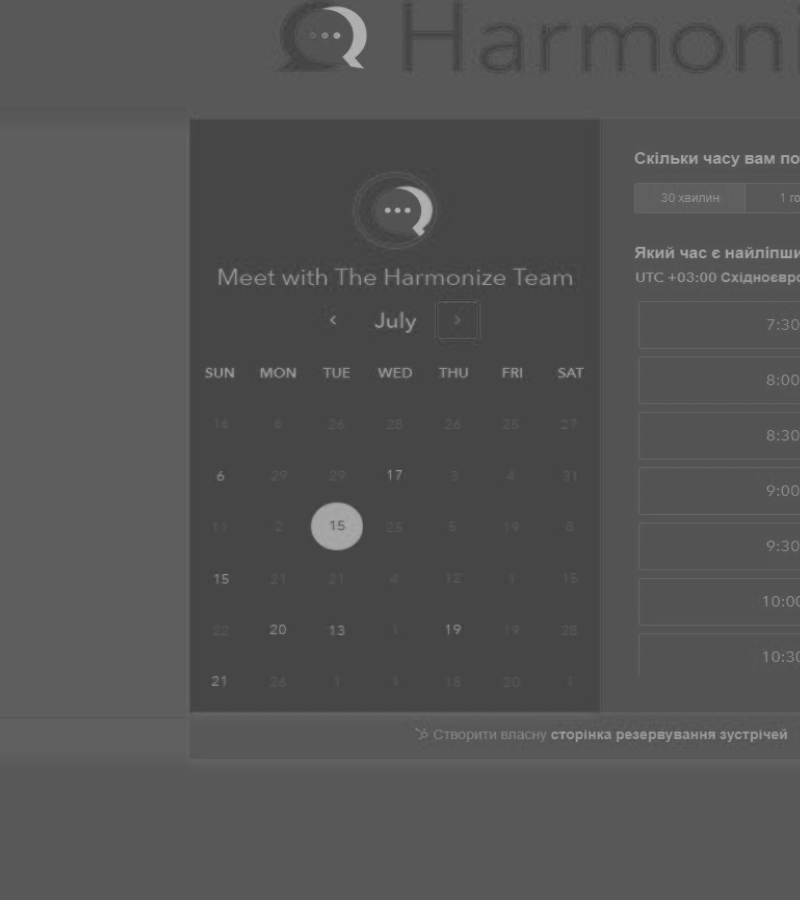 Harmoni
Meet with The Harmonize Team
July
SUN MON TUE WED THU FRI SAT
16 6 26 28 26 25 27
6 29 29 17 3 4 31
11 2 15 25 5 19 8
15 21 21 4 12 1 15
22 20 13 1 19 19 28
21 26 1 1 18 20 1
Скільки часу вам по
30 хвилин 1 го
Який час є найліпши
UTC +03:00 Східноєвро
7:30
8:00
8:30
9:00
9:30
10:00
10:30
Створити власну сторінка резервування зустрічей